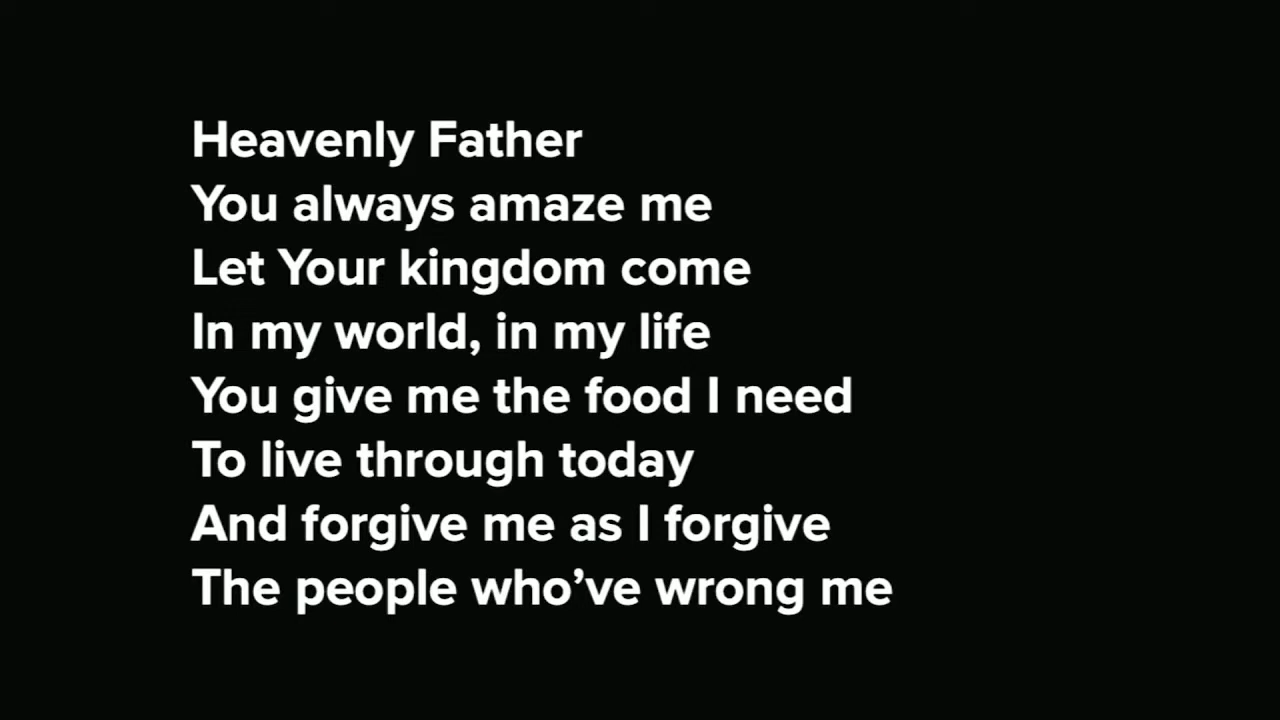 Heavenly Father
You always amaze me
Let Your kingdom come
In my world, in my life
You give me the food I need
To live through today
And forgive me as I forgive
The people who’ve wrong me